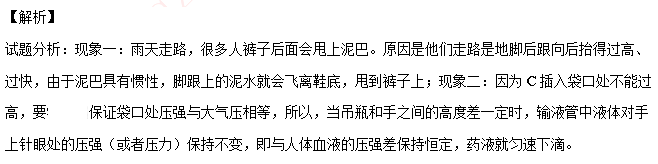 【解析】
试题分析：现象一：雨天走路，很多人裤子后面会甩上泥巴。原因是他们走路是地脚后跟向后抬得过高、
过快，由于泥巴具有惯性，脚跟上的泥水就会飞离鞋底，甩到裤子上；现象二：因为 C 插入袋口处不能过
高，要 保证袋口处压强与大气压相等，所以，当吊瓶和手之间的高度差一定时，输液管中液体对手
上针眼处的压强（或者压力）保持不变，即与人体血液的压强差保持恒定，药液就匀速下滴。